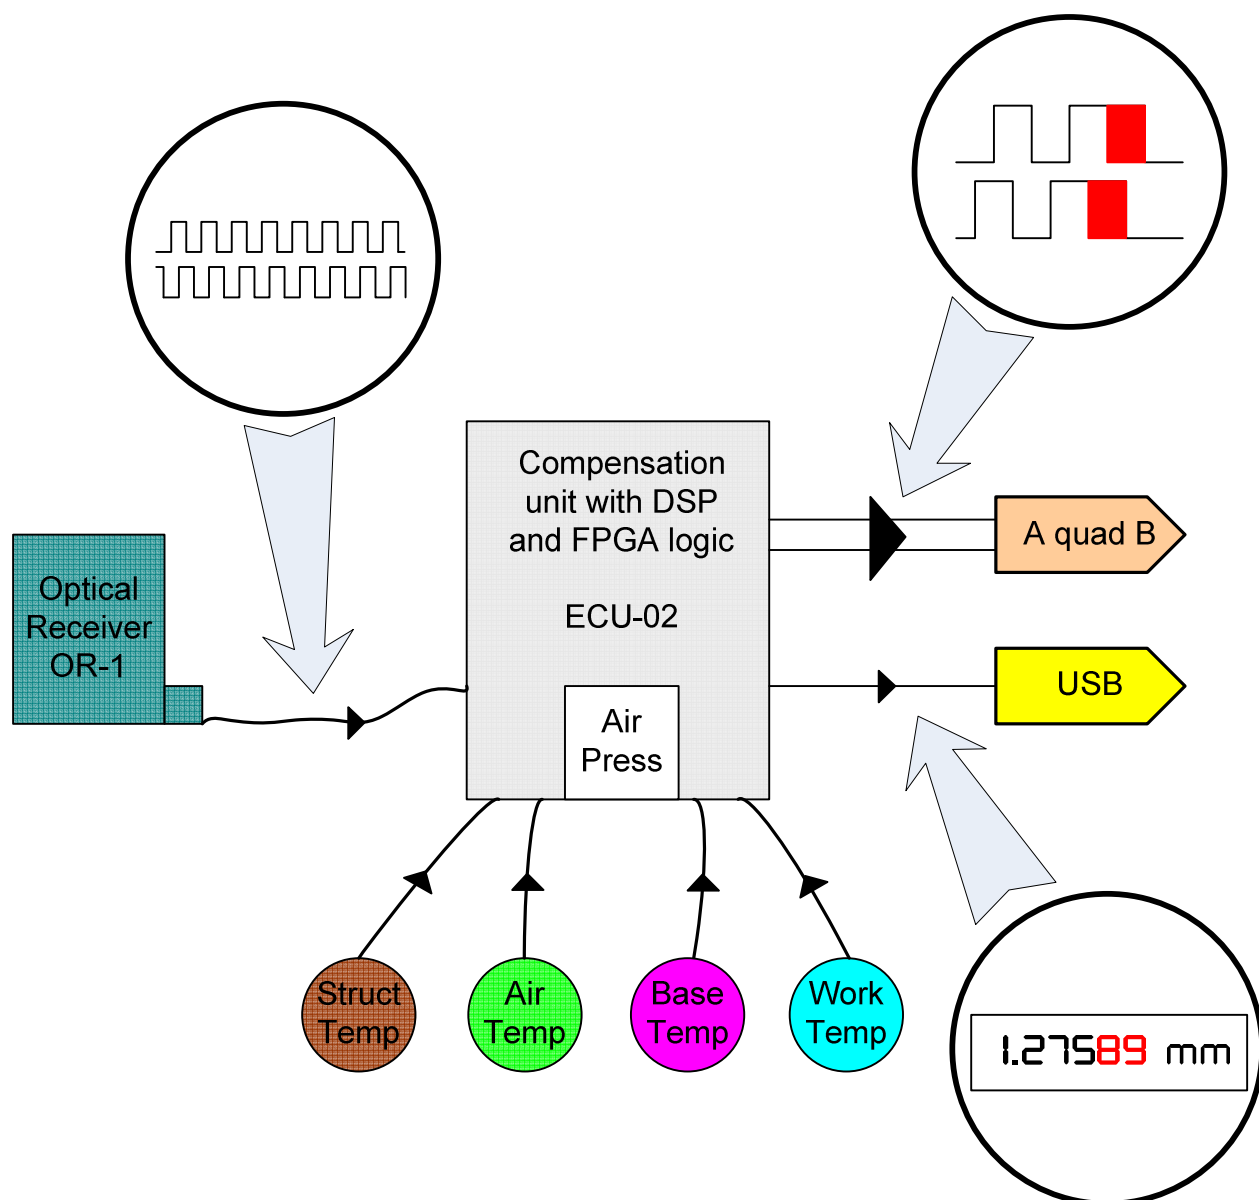 Compensation
unit with DSP
and FPGA logic
ECU-02
A quad B
Optical
Receiver
OR-1
USB
Air
Press
Struct
Temp
Air
Temp
Base
Temp
Work
Temp
1.27589 mm